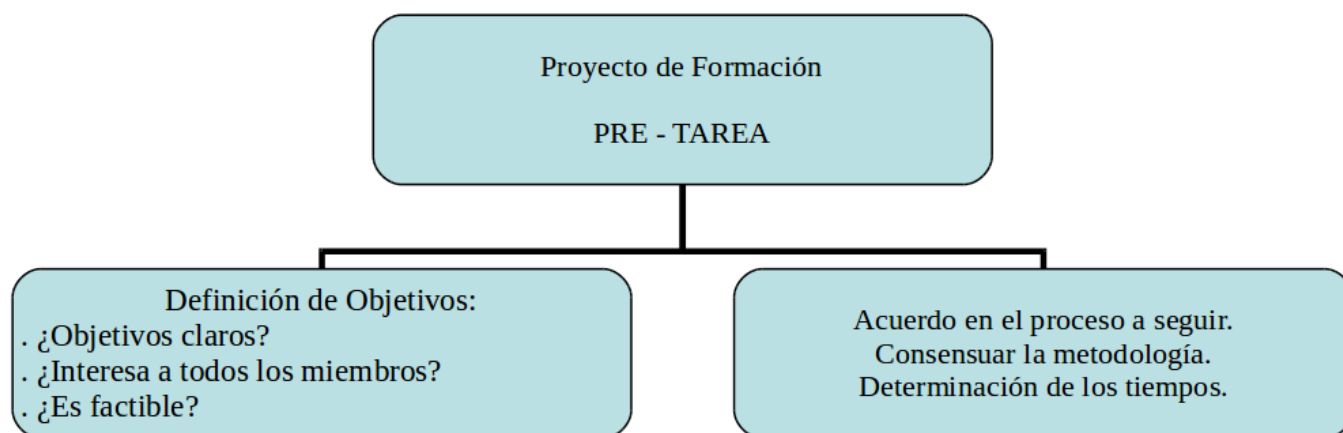 Proyecto de Formación
PRE - TAREA
Definición de Objetivos:
. ¿Objetivos claros?
. ¿Interesa a todos los miembros?
. ¿Es factible?
Acuerdo en el proceso a seguir.
Consensuar la metodología.
Determinación de los tiempos.